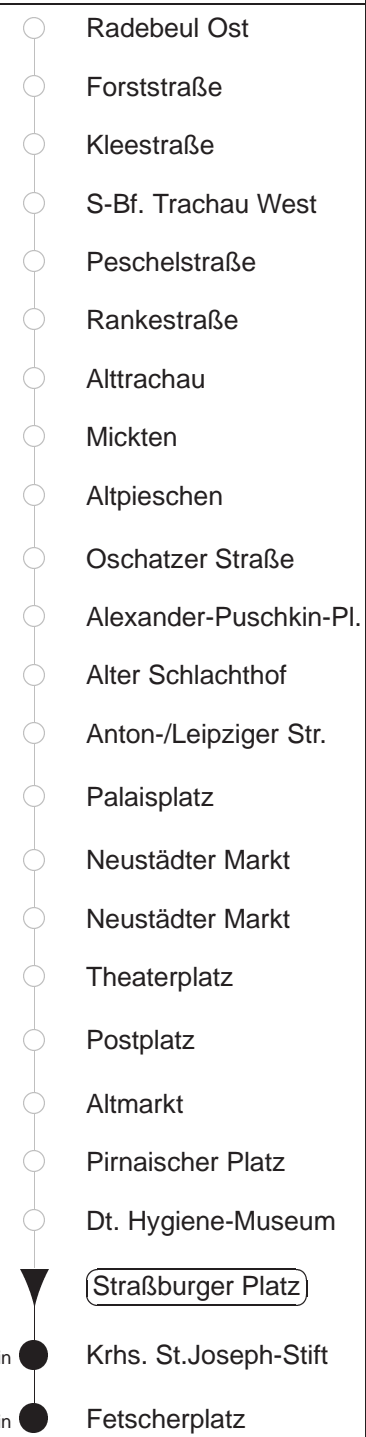 Radebeul Ost
Forststraße
Kleestraße
S-Bf. Trachau West
Peschelstraße
Rankestraße
Alttrachau
Mickten
Altpieschen
Oschatzer Straße
Alexander-Puschkin-Pl.
Alter Schlachthof
Anton-/Leipziger Str.
Palaisplatz
Neustädter Markt
Neustädter Markt
Theaterplatz
Postplatz
Altmarkt
Pirnaischer Platz
Dt. Hygiene-Museum
Straßburger Platz
in Krhs. St.Joseph-Stift
in Fetscherplatz